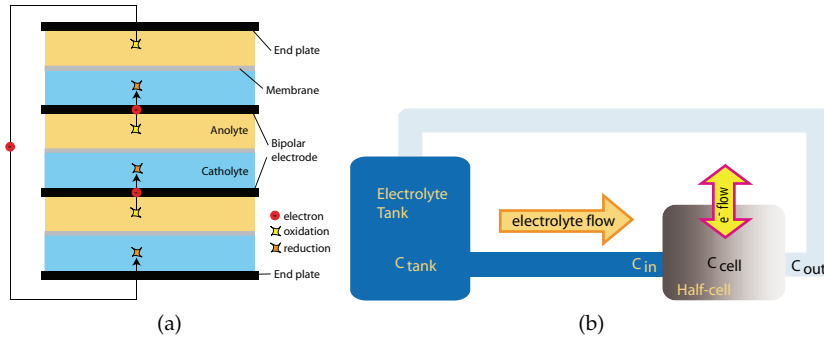 End plate
Membrane
Anolyte
Bipolar
electrode
Catholyte
electron
oxidation
reduction
End plate
(a)
Electrolyte
Tank
electrolyte flow
e⁻ flow
C tank
C in
C cell
C out
Half-cell
(b)